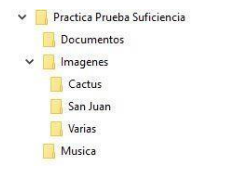 Practica Prueba Suficiencia
Documentos
Imagenes
Cactus
San Juan
Varias
Musica